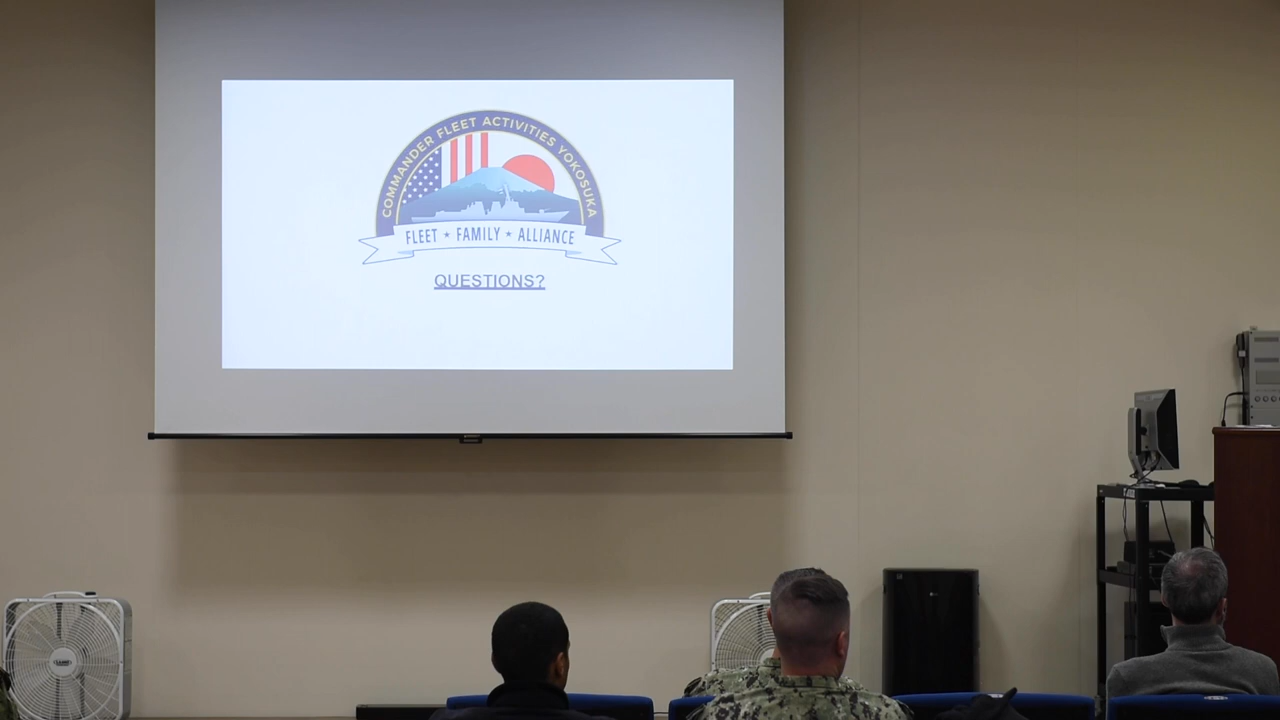 COMMANDER FLEET ACTIVITIES YOKOSUKA
FLEET ★ FAMILY ★ ALLIANCE
QUESTIONS?